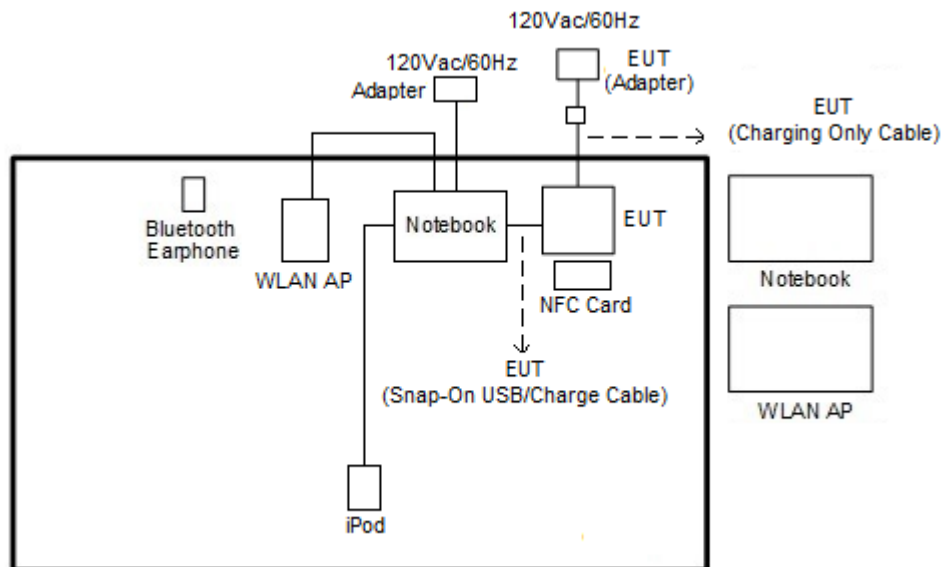 120Vac/60Hz
EUT
(Adapter)
120Vac/60Hz
Adapter
EUT
(Charging Only Cable)
Bluetooth
Earphone
WLAN AP
Notebook
EUT
NFC Card
Notebook
EUT
(Snap-On USB/Charge Cable)
WLAN AP
iPod